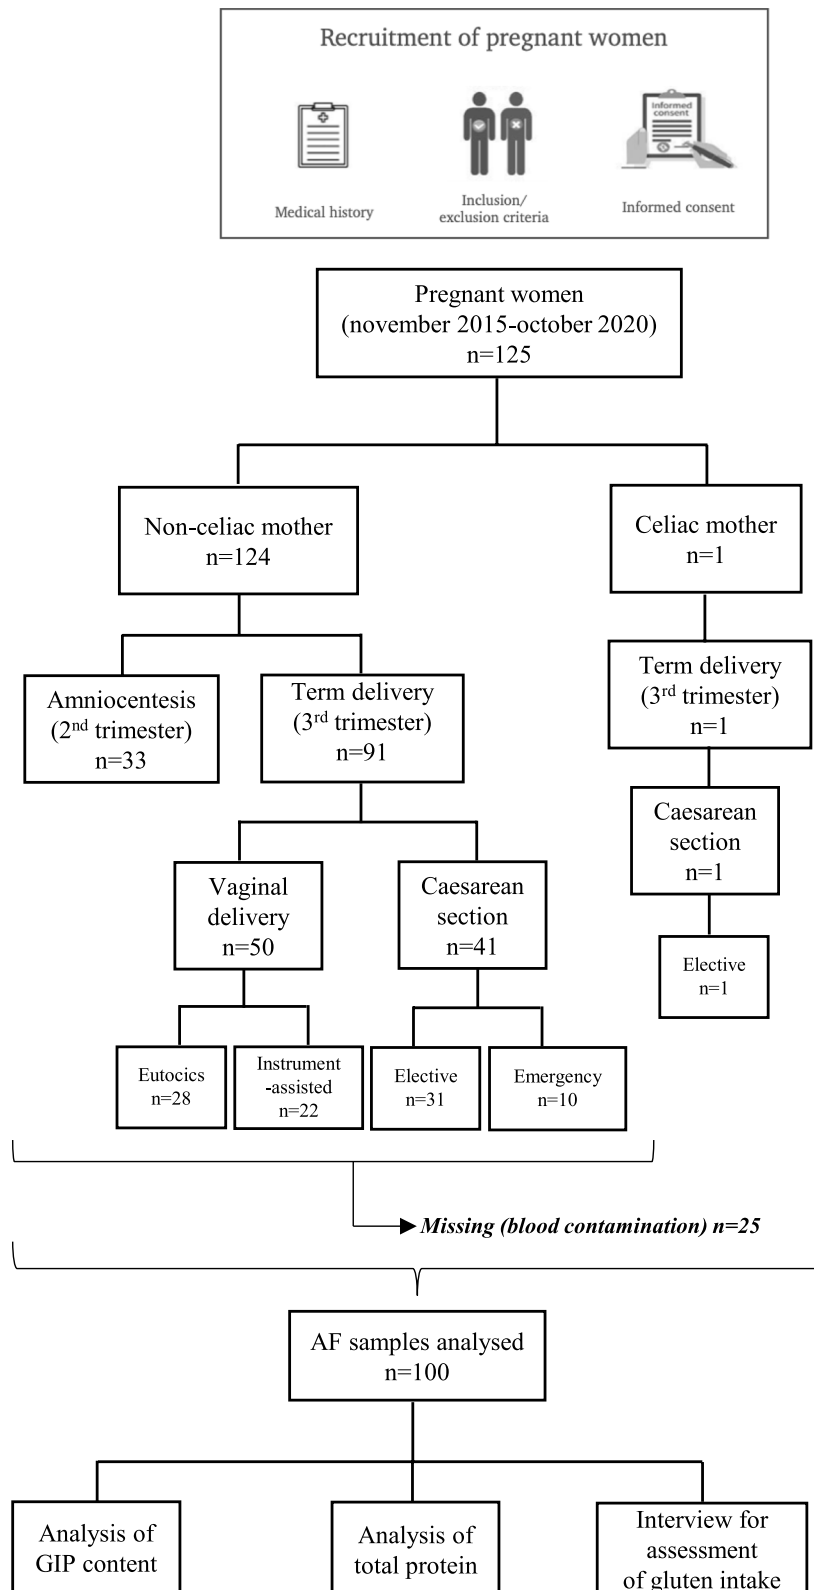 Recruitment of pregnant women
Informed
consent
Medical history
Inclusion/
exclusion criteria
Informed consent
Pregnant women
(november 2015-october 2020)
n=125
Non-celiac mother
n=124
Celiac mother
n=1
Amniocentesis
(2nd trimester)
n=33
Term delivery
(3rd trimester)
n=91
Term delivery
(3rd trimester)
n=1
Caesarean
section
n=1
Vaginal
delivery
n=50
Caesarean
section
n=41
Elective
n=1
Eutocics
n=28
Instrument
-assisted
n=22
Elective
n=31
Emergency
n=10
Missing (blood contamination) n=25
AF samples analysed
n=100
Analysis of
GIP content
Analysis of
total protein
Interview for
assessment
of gluten intake